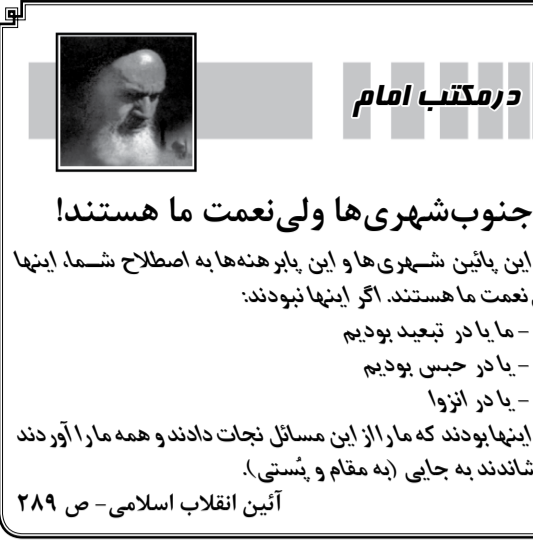 درمکتب امام
جنوب‌شهری‌ها ولی‌نعمت ما هستند!
این پائین شـهری‌ها و این پابرهنه‌ها به اصطلاح شـما، اینها
نعمت ما هستند. اگر اینها نبودند:
- ما یا در تبعید بودیم
- یا در حبس بودیم
- یا در انزوا
اینها بودند که ما را از این مسائل نجات دادند و همه ما را آوردند
شاندند به جایی (به مقام و پُستی).
آئین انقلاب اسلامی- ص ۲۸۹